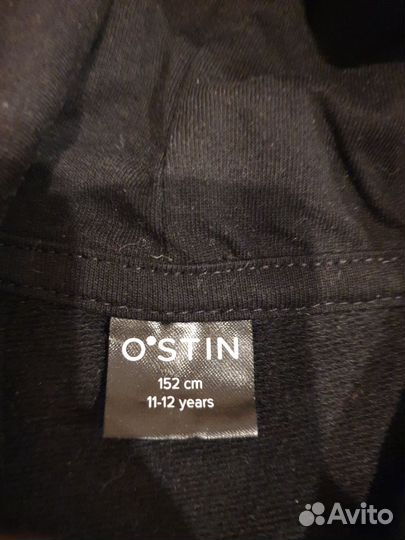 O'STIN
152 cm
11-12 years
Avito